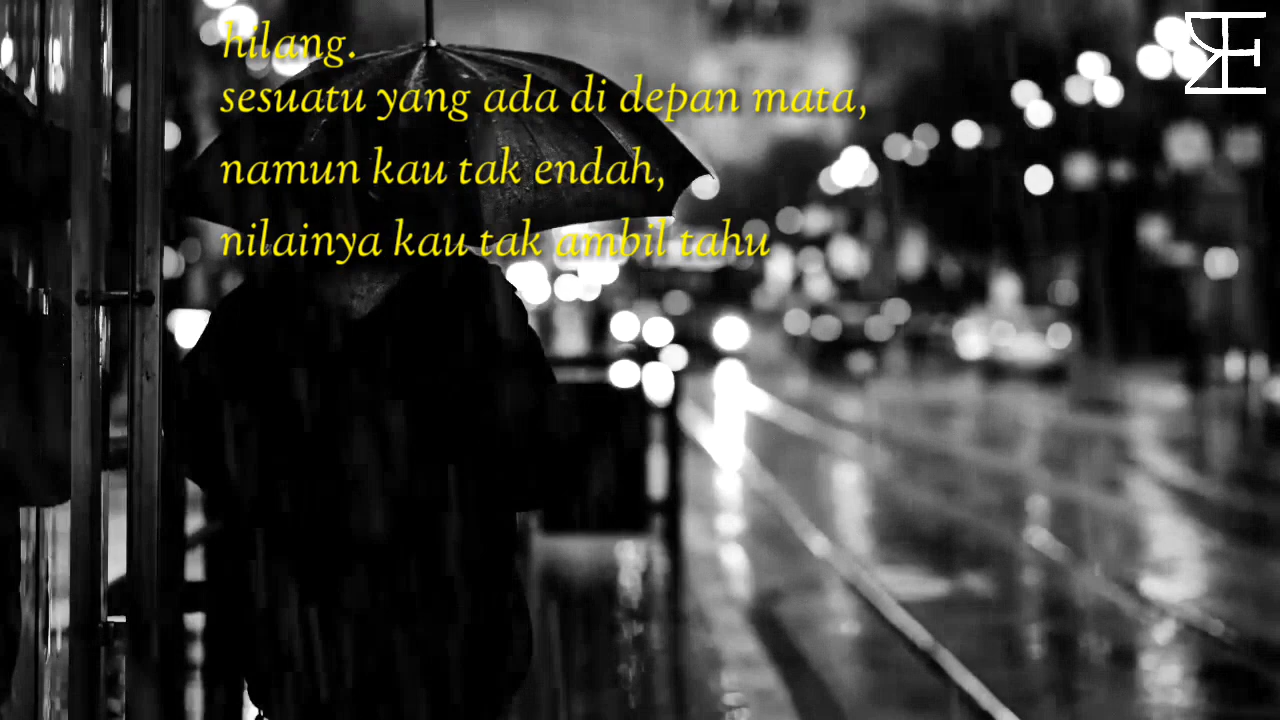 hilang.
sesuatu yang ada di depan mata,
namun kau tak endah,
nilainya kau tak ambil tahu